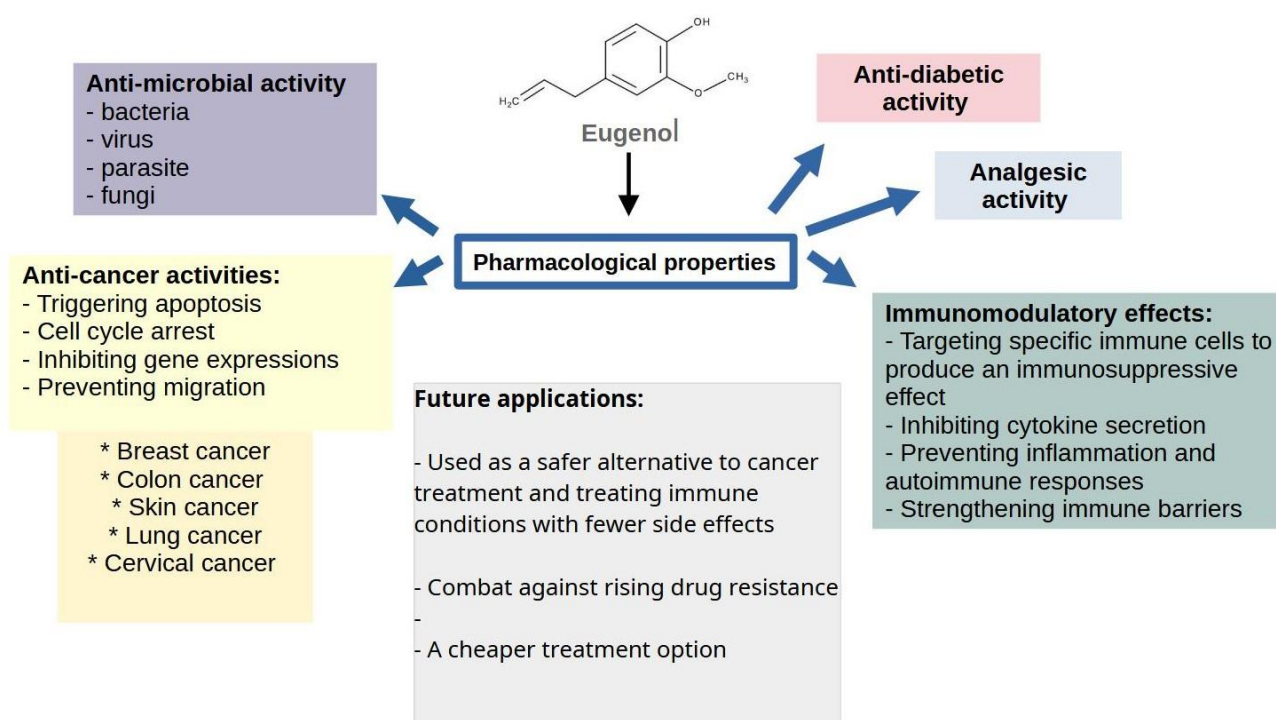 OH
O
CH3
H2C
Eugenol
Anti-microbial activity
- bacteria
- virus
- parasite
- fungi
Anti-diabetic
activity
Analgesic
activity
Pharmacological properties
Anti-cancer activities:
- Triggering apoptosis
- Cell cycle arrest
- Inhibiting gene expressions
- Preventing migration
* Breast cancer
* Colon cancer
* Skin cancer
* Lung cancer
* Cervical cancer
Future applications:
- Used as a safer alternative to cancer
treatment and treating immune
conditions with fewer side effects
- Combat against rising drug resistance
-
- A cheaper treatment option
Immunomodulatory effects:
- Targeting specific immune cells to
produce an immunosuppressive
effect
- Inhibiting cytokine secretion
- Preventing inflammation and
autoimmune responses
- Strengthening immune barriers